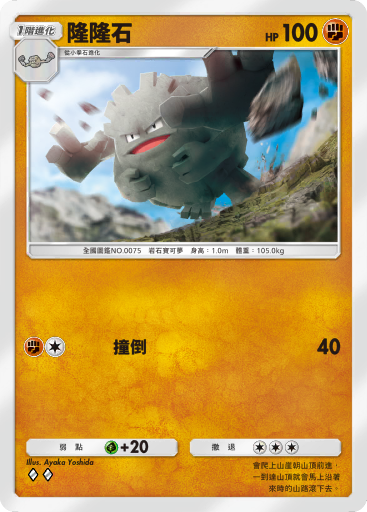 1階進化
隆隆石
HP 100
從小拳石進化
全國圖鑑NO.0075 岩石寶可夢 身高：1.0m 體重：105.0kg
撞倒 40
弱點 +20 撤退
Illus. Ayaka Yoshida
會爬上山崖朝山頂前進，
一到達山頂就會馬上沿著
來時的山路滾下去。